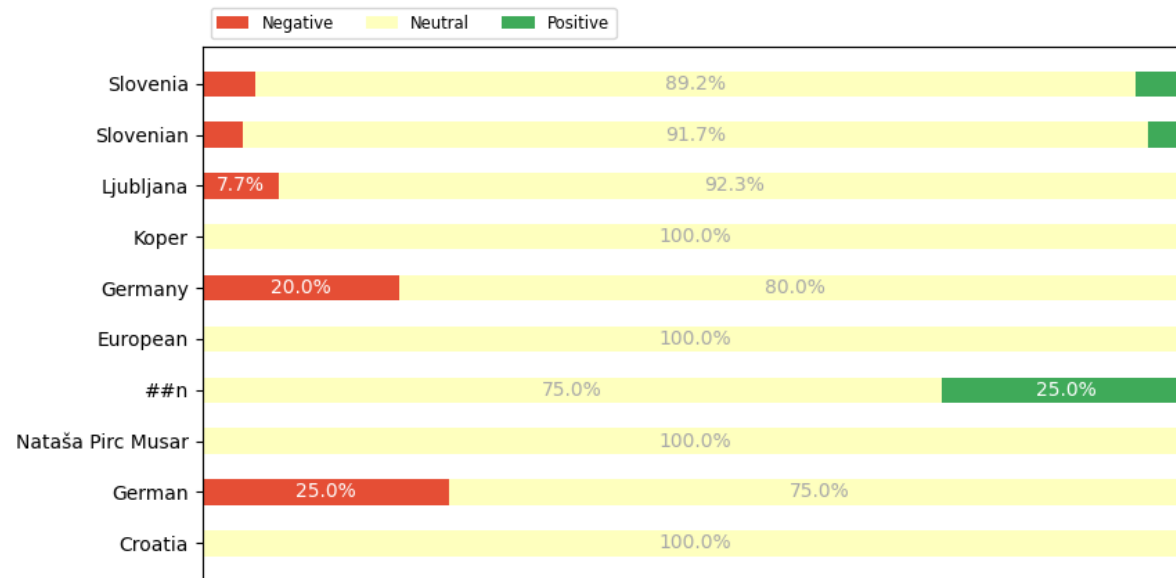 Negative Neutral Positive
Slovenia 89.2%
Slovenian 91.7%
Ljubljana 7.7% 92.3%
Koper 100.0%
Germany 20.0% 80.0%
European 100.0%
##n 75.0% 25.0%
Nataša Pirc Musar 100.0%
German 25.0% 75.0%
Croatia 100.0%